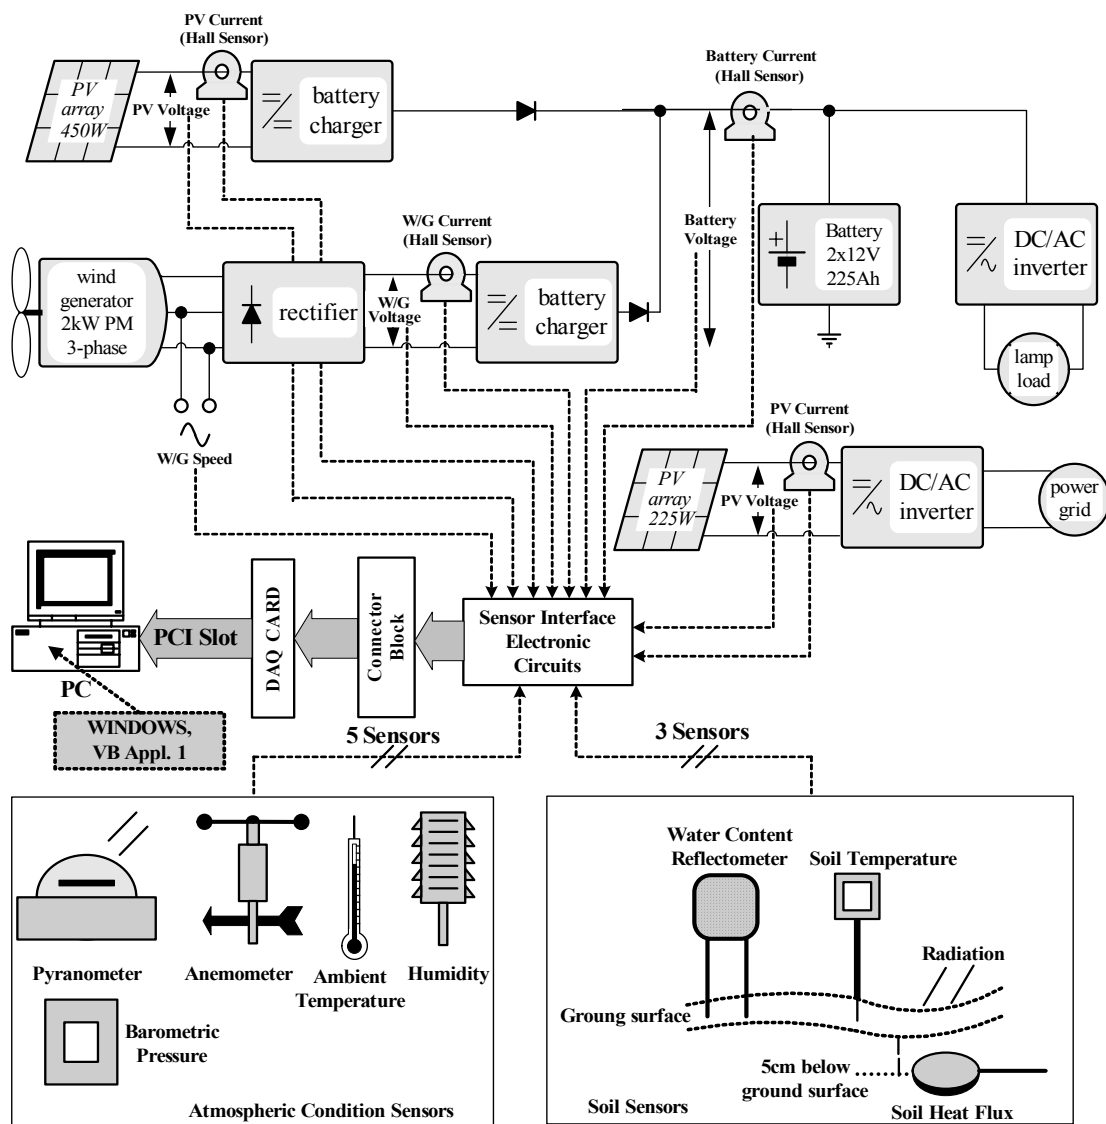 PV Current
(Hall Sensor)
PV
array
450W
PV Voltage
battery
charger
Battery Current
(Hall Sensor)
W/G Current
(Hall Sensor)
Battery
Voltage
Battery
2x12V
225Ah
DC/AC
inverter
wind
generator
2kW PM
3-phase
rectifier
W/G
Voltage
battery
charger
lamp
load
W/G Speed
PV Current
(Hall Sensor)
PV
array
225W
PV Voltage
DC/AC
inverter
power
grid
PCI Slot
DAQ CARD
Connector
Block
Sensor Interface
Electronic
Circuits
PC
WINDOWS,
VB Appl. 1
5 Sensors
3 Sensors
Pyranometer
Anemometer
Ambient
Temperature
Humidity
Barometric
Pressure
Atmospheric Condition Sensors
Water Content
Reflectometer
Soil Temperature
Radiation
Groung surface
5cm below
ground surface
Soil Sensors
Soil Heat Flux